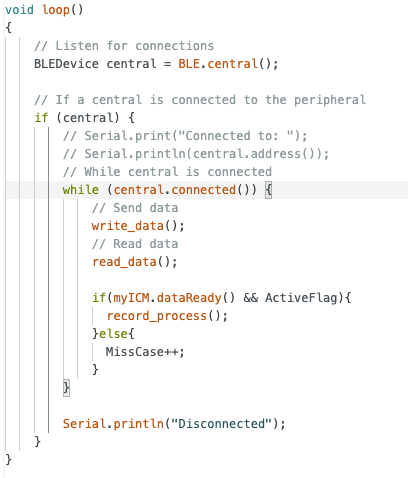 void loop()
{
// Listen for connections
BLEDevice central = BLE.central();
// If a central is connected to the peripheral
if (central) {
// Serial.print("Connected to: ");
// Serial.println(central.address());
// While central is connected
while (central.connected()) {
// Send data
write_data();
// Read data
read_data();
if(myICM.dataReady() && ActiveFlag){
record_process();
}else{
MissCase++;
}
}
Serial.println("Disconnected");
}
}